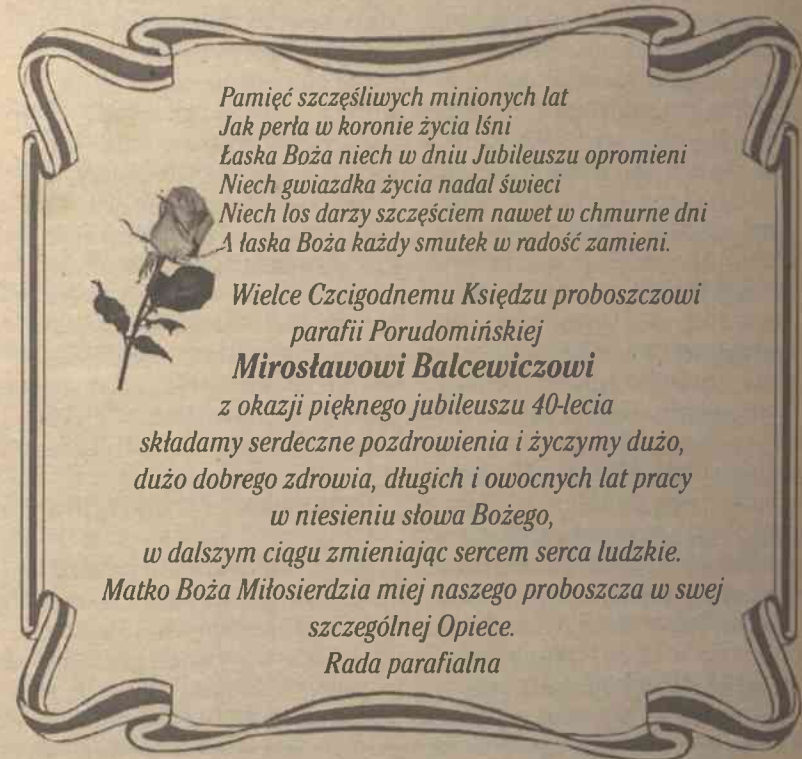 Pamięć szczęśliwych minionych lat
Jak perła w koronie życia lśni
Łaska Boża niech w dniu Jubileuszu opromieni
Niech gwiazdka życia nadal świeci
Niech los darzy szczęściem nawet w chmurne dni
A łaska Boża każdy smutek w radość zamieni.
Wielce Czcigodnemu Księdzu proboszczowi
parafii Porudomińskiej
Mirosławowi Balcewiczowi
z okazji pięknego jubileuszu 40-lecia
składamy serdeczne pozdrowienia i życzymy dużo,
dużo dobrego zdrowia, długich i owocnych lat pracy
w niesieniu słowa Bożego,
w dalszym ciągu zmieniając sercem serca ludzkie.
Matko Boża Miłosierdzia miej naszego proboszcza w swej
szczególnej Opiece.
Rada parafialna